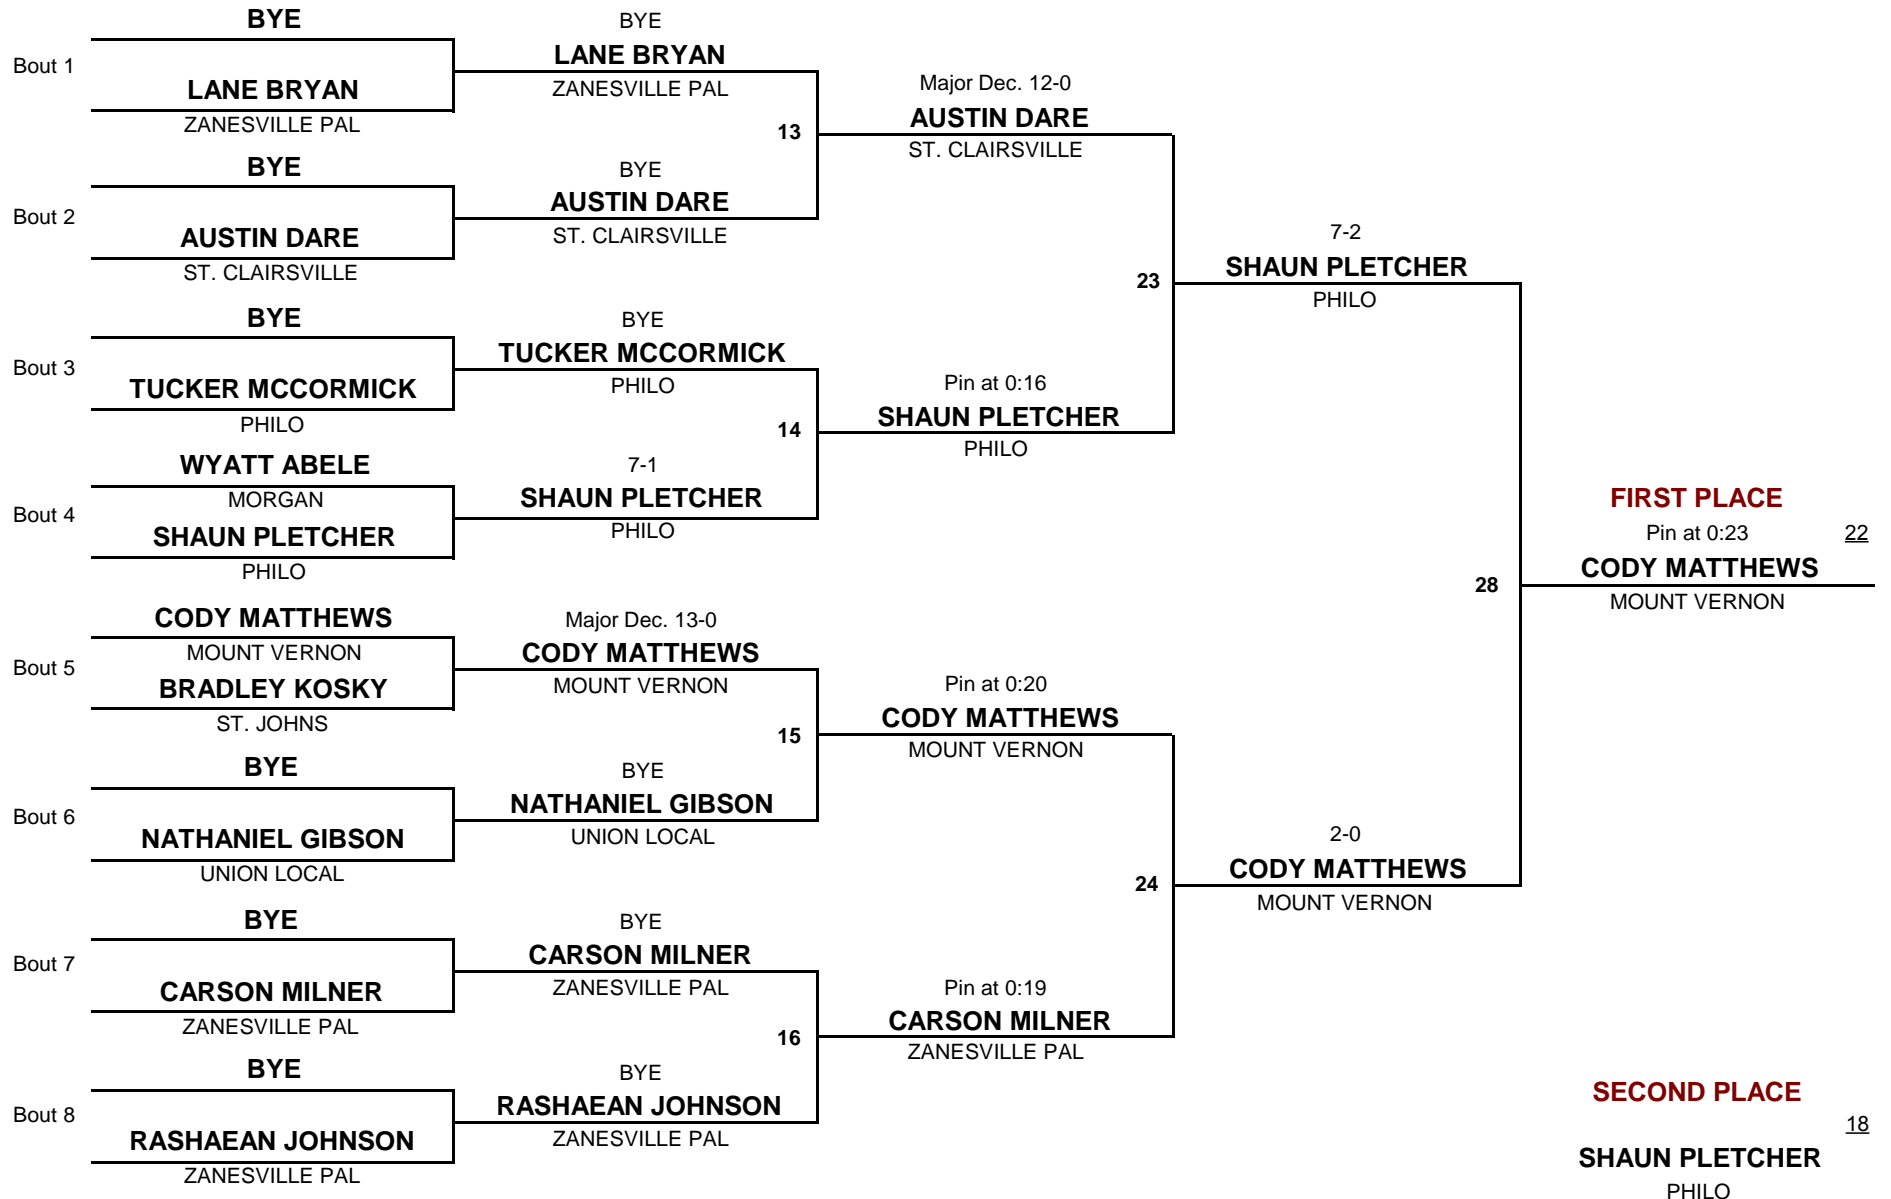 BYE
Bout 1
LANE BRYAN
ZANESVILLE PAL
BYE
Bout 2
AUSTIN DARE
ST. CLAIRSVILLE
BYE
Bout 3
TUCKER MCCORMICK
PHILO
WYATT ABELE
MORGAN
Bout 4
SHAUN PLETCHER
PHILO
CODY MATTHEWS
MOUNT VERNON
Bout 5
BRADLEY KOSKY
ST. JOHNS
BYE
Bout 6
NATHANIEL GIBSON
UNION LOCAL
BYE
Bout 7
CARSON MILNER
ZANESVILLE PAL
BYE
Bout 8
RASHAEAN JOHNSON
ZANESVILLE PAL
BYE
LANE BRYAN
ZANESVILLE PAL
13
BYE
AUSTIN DARE
ST. CLAIRSVILLE
BYE
TUCKER MCCORMICK
PHILO
14
7-1
SHAUN PLETCHER
PHILO
Major Dec. 13-0
CODY MATTHEWS
MOUNT VERNON
15
BYE
NATHANIEL GIBSON
UNION LOCAL
BYE
CARSON MILNER
ZANESVILLE PAL
16
BYE
RASHAEAN JOHNSON
ZANESVILLE PAL
Major Dec. 12-0
AUSTIN DARE
ST. CLAIRSVILLE
23
Pin at 0:16
SHAUN PLETCHER
PHILO
Pin at 0:20
CODY MATTHEWS
MOUNT VERNON
24
Pin at 0:19
CARSON MILNER
ZANESVILLE PAL
7-2
SHAUN PLETCHER
PHILO
28
2-0
CODY MATTHEWS
MOUNT VERNON
FIRST PLACE
Pin at 0:23 22
CODY MATTHEWS
MOUNT VERNON
SECOND PLACE
18
SHAUN PLETCHER
PHILO